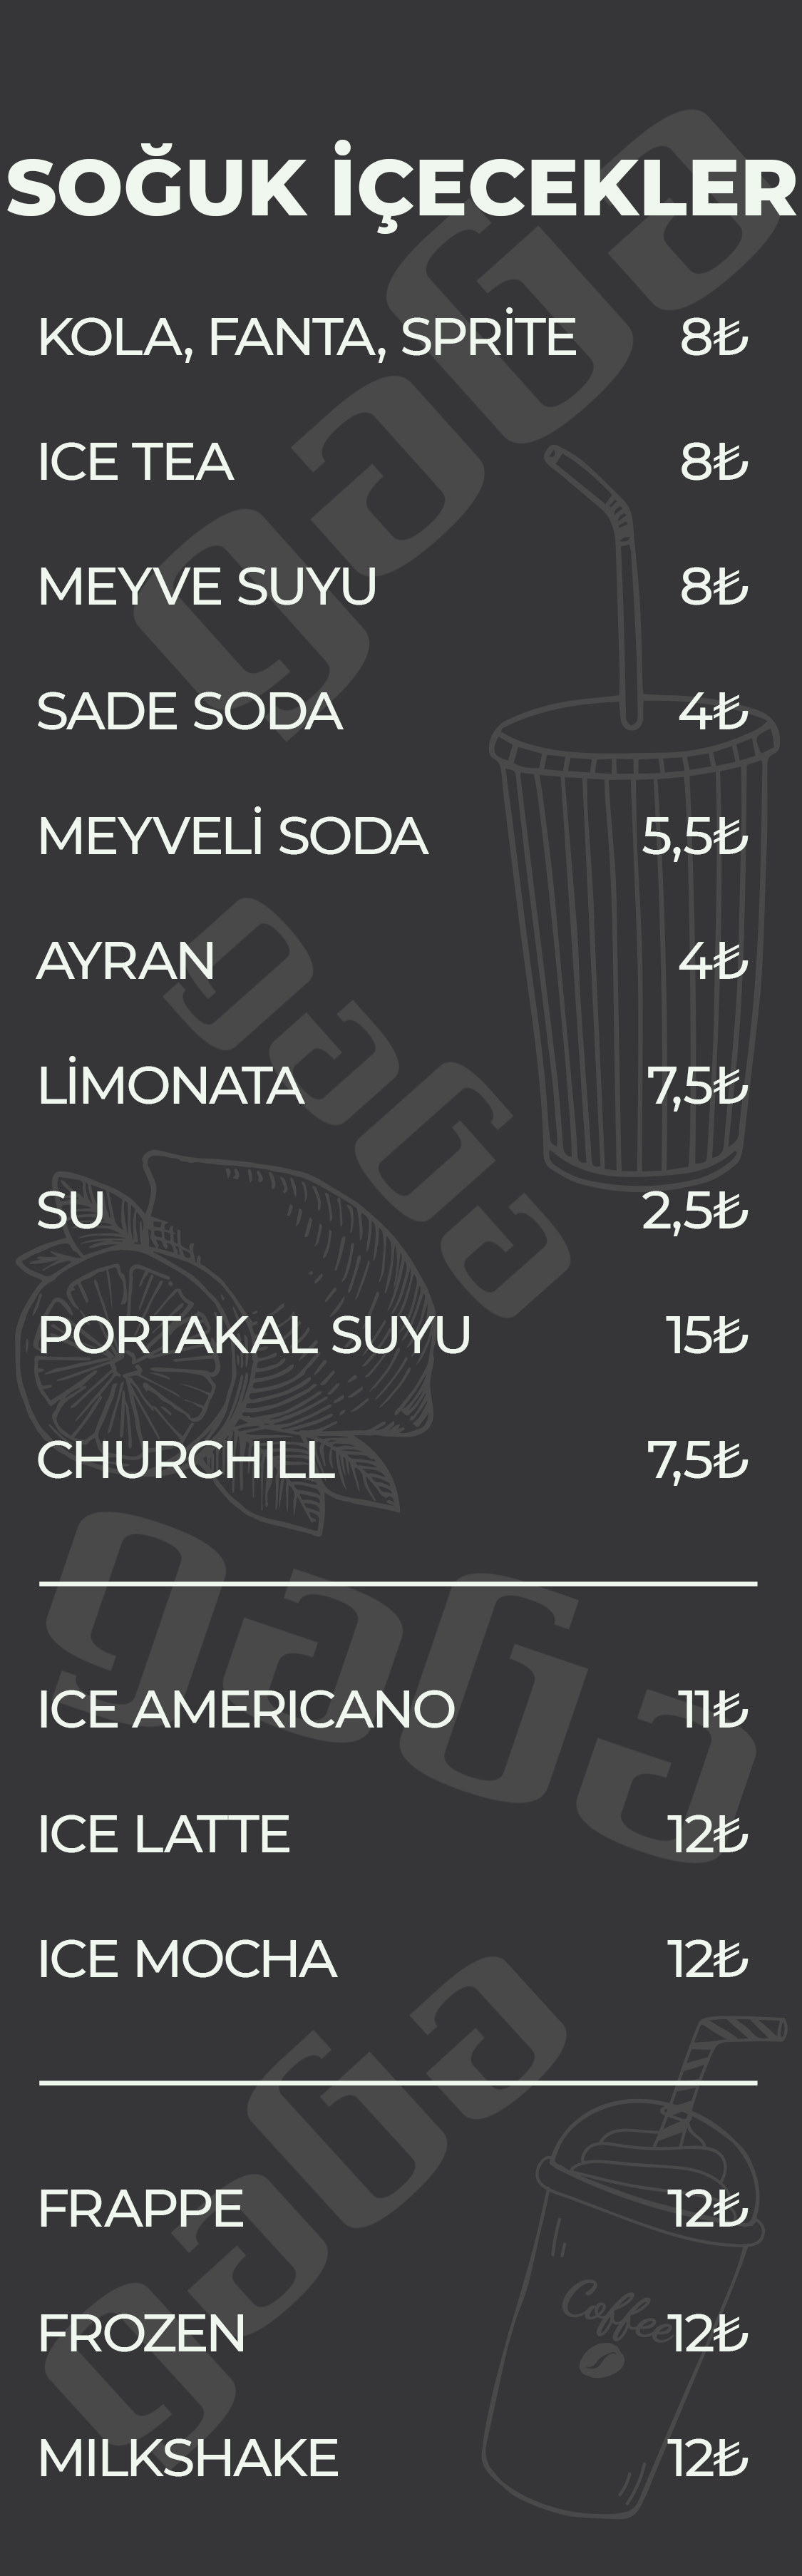 SOĞUK İÇECEKLER
KOLA, FANTA, SPRİTE 8₺
ICE TEA 8₺
MEYVE SUYU 8₺
SADE SODA 4₺
MEYVELİ SODA 5,5₺
AYRAN 4₺
LİMONATA 7,5₺
SU 2,5₺
PORTAKAL SUYU 15₺
CHURCHILL 7,5₺
ICE AMERICANO 11₺
ICE LATTE 12₺
ICE MOCHA 12₺
FRAPPE 12₺
Coffee
FROZEN 12₺
MILKSHAKE 12₺